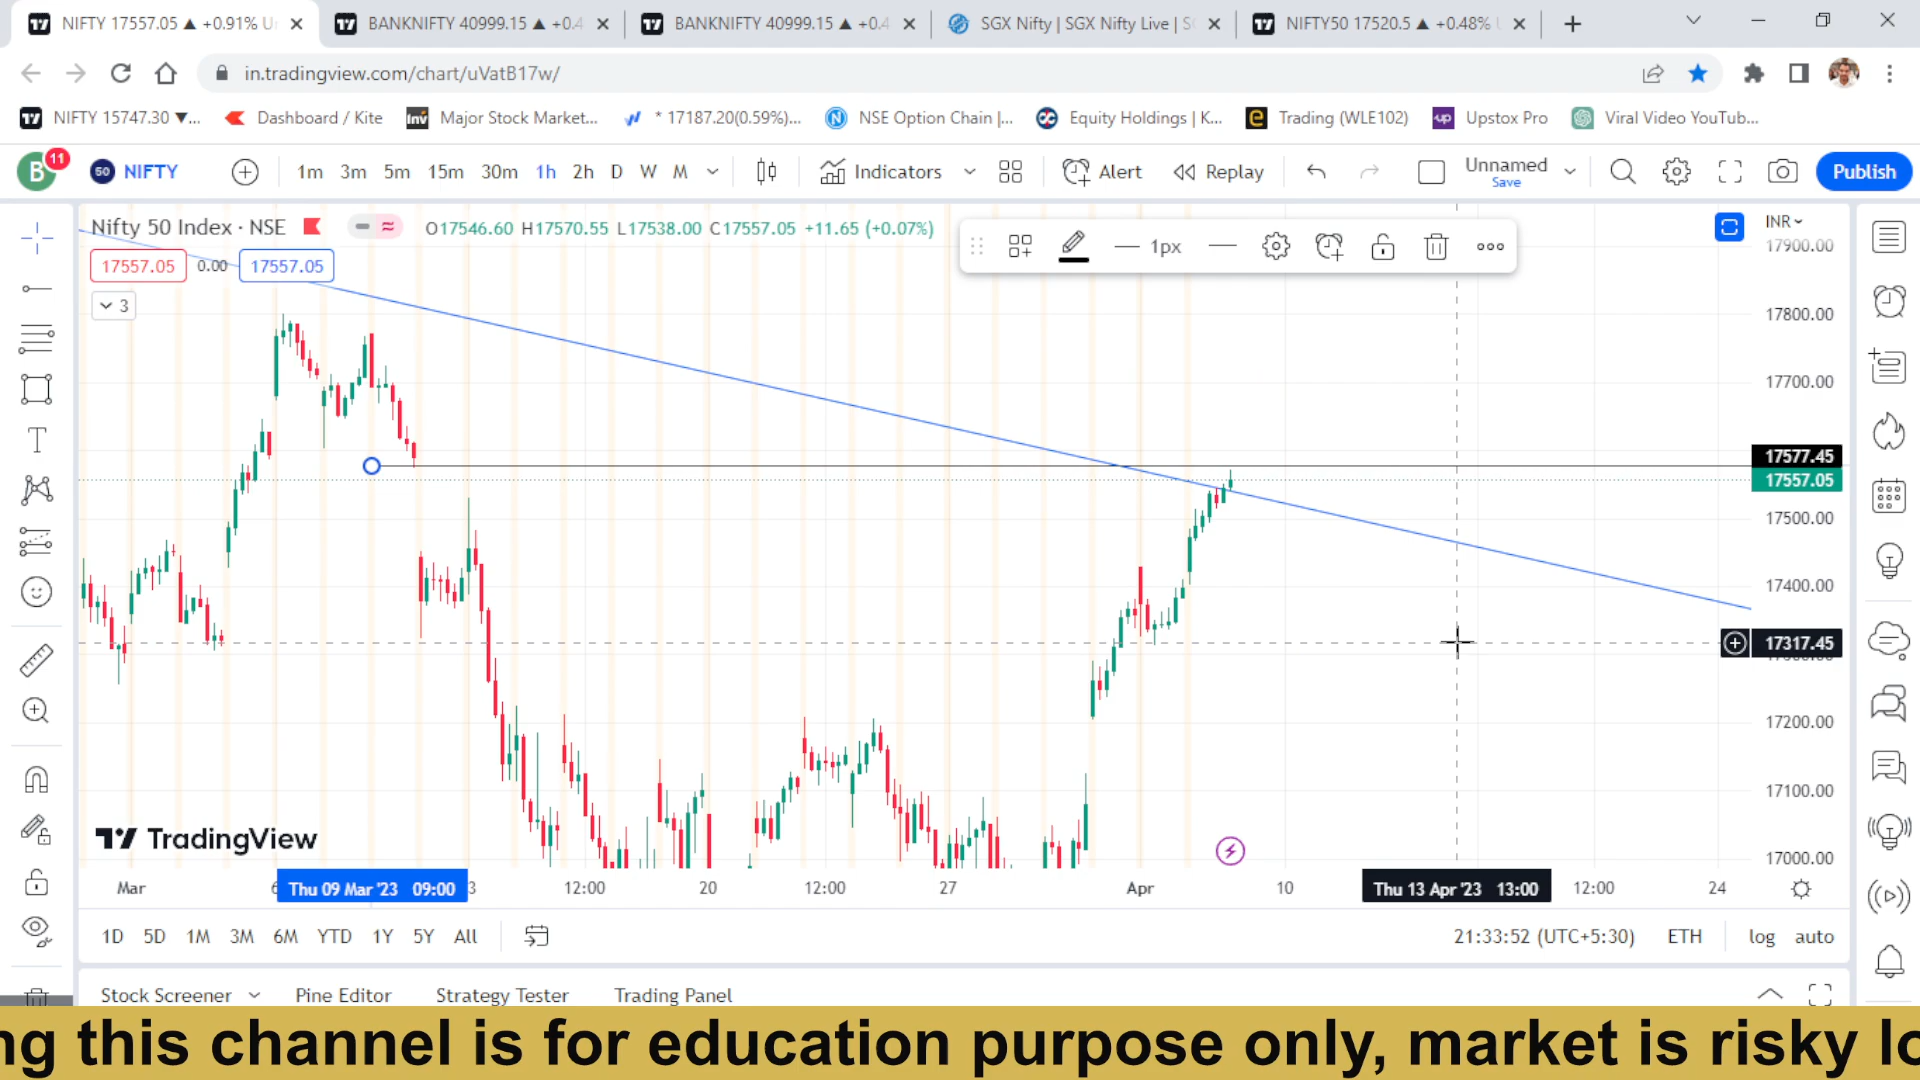 NIFTY 17557.05 ▲ +0.91% U
BANKNIFTY 40999.15 ▲ +0.4
BANKNIFTY 40999.15 ▲ +0.4
SGX Nifty | SGX Nifty Live | S
NIFTY50 17520.5 ▲ +0.48% U
in.tradingview.com/chart/uVatB17w/
NIFTY 15747.30 ▼...
Dashboard / Kite
Major Stock Market...
* 17187.20(0.59%)...
NSE Option Chain |...
Equity Holdings | K...
Trading (WLE102)
Upstox Pro
Viral Video YouTub...
B 11
50 NIFTY
1m 3m 5m 15m 30m 1h 2h D W M
Indicators
Alert
Replay
Unnamed
Save
Publish
Nifty 50 Index · NSE
O17546.60 H17570.55 L17538.00 C17557.05 +11.65 (+0.07%)
1px
INR
17557.05 0.00 17557.05
3
17900.00
17800.00
17700.00
17577.45
17557.05
17500.00
17400.00
17317.45
17200.00
17100.00
17000.00
TradingView
Mar
6
Thu 09 Mar '23 09:00
3
12:00
20
12:00
27
Apr
10
Thu 13 Apr '23 13:00
12:00
24
1D 5D 1M 3M 6M YTD 1Y 5Y All
21:33:52 (UTC+5:30)
ETH
log
auto
Stock Screener
Pine Editor
Strategy Tester
Trading Panel
ng this channel is for education purpose only, market is risky lo